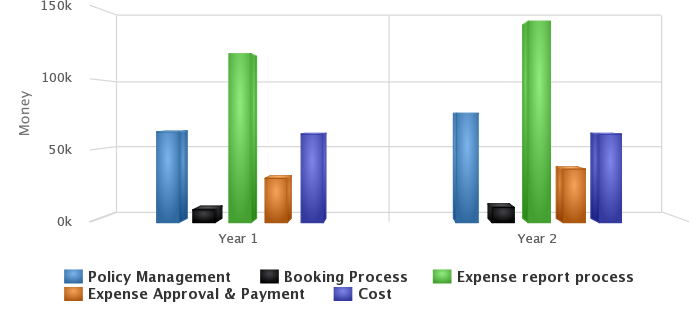 150k
100k
50k
0k
Money
Year 1
Year 2
Policy Management
Booking Process
Expense report process
Expense Approval & Payment
Cost